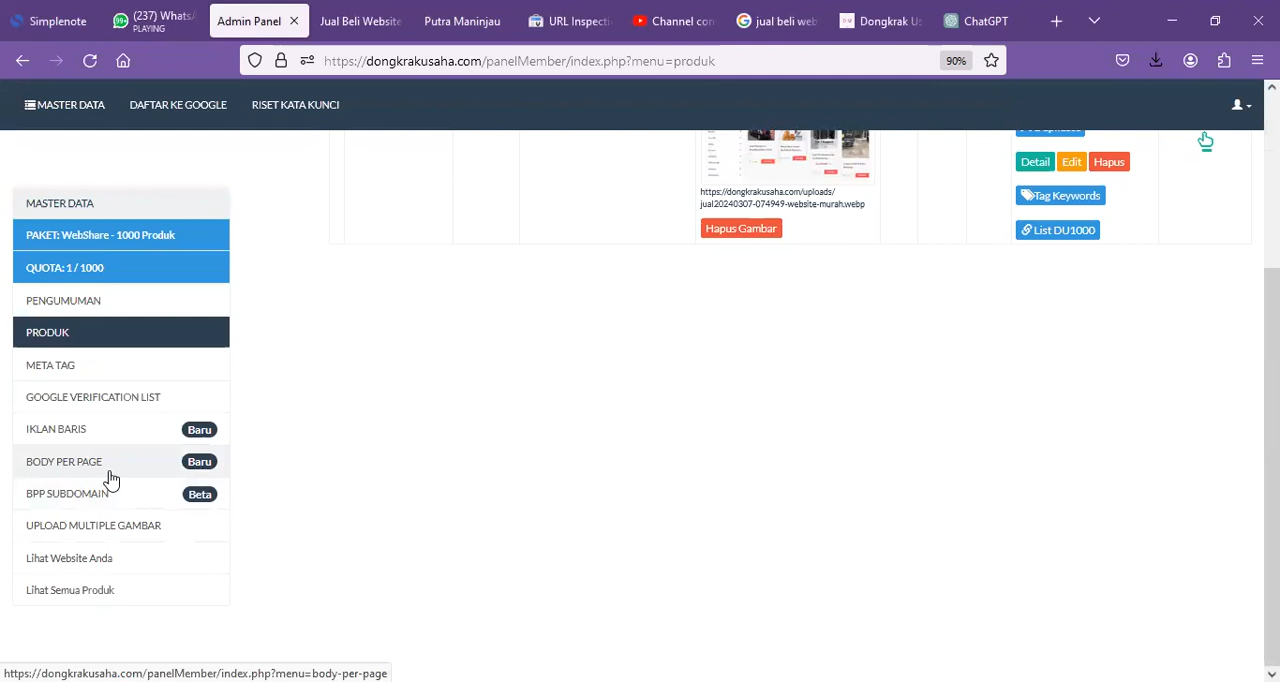 Simplenote
(237) Whats
PLAYING
Admin Panel
Jual Beli Website
Putra Maninjau
URL Inspecti
Channel con
jual beli web
Dongkrak Us
ChatGPT
https://dongkrakusaha.com/panelMember/index.php?menu=produk
90%
MASTER DATA
DAFTAR KE GOOGLE
RISET KATA KUNCI
https://dongkrakusaha.com/uploads/
jual20240307-074949-website-murah.webp
Hapus Gambar
Detail
Edit
Hapus
Tag Keywords
List DU1000
MASTER DATA
PAKET: WebShare - 1000 Produk
QUOTA: 1 / 1000
PENGUMUMAN
PRODUK
META TAG
GOOGLE VERIFICATION LIST
IKLAN BARIS Baru
BODY PER PAGE Baru
BPP SUBDOMAIN Beta
UPLOAD MULTIPLE GAMBAR
Lihat Website Anda
Lihat Semua Produk
https://dongkrakusaha.com/panelMember/index.php?menu=body-per-page